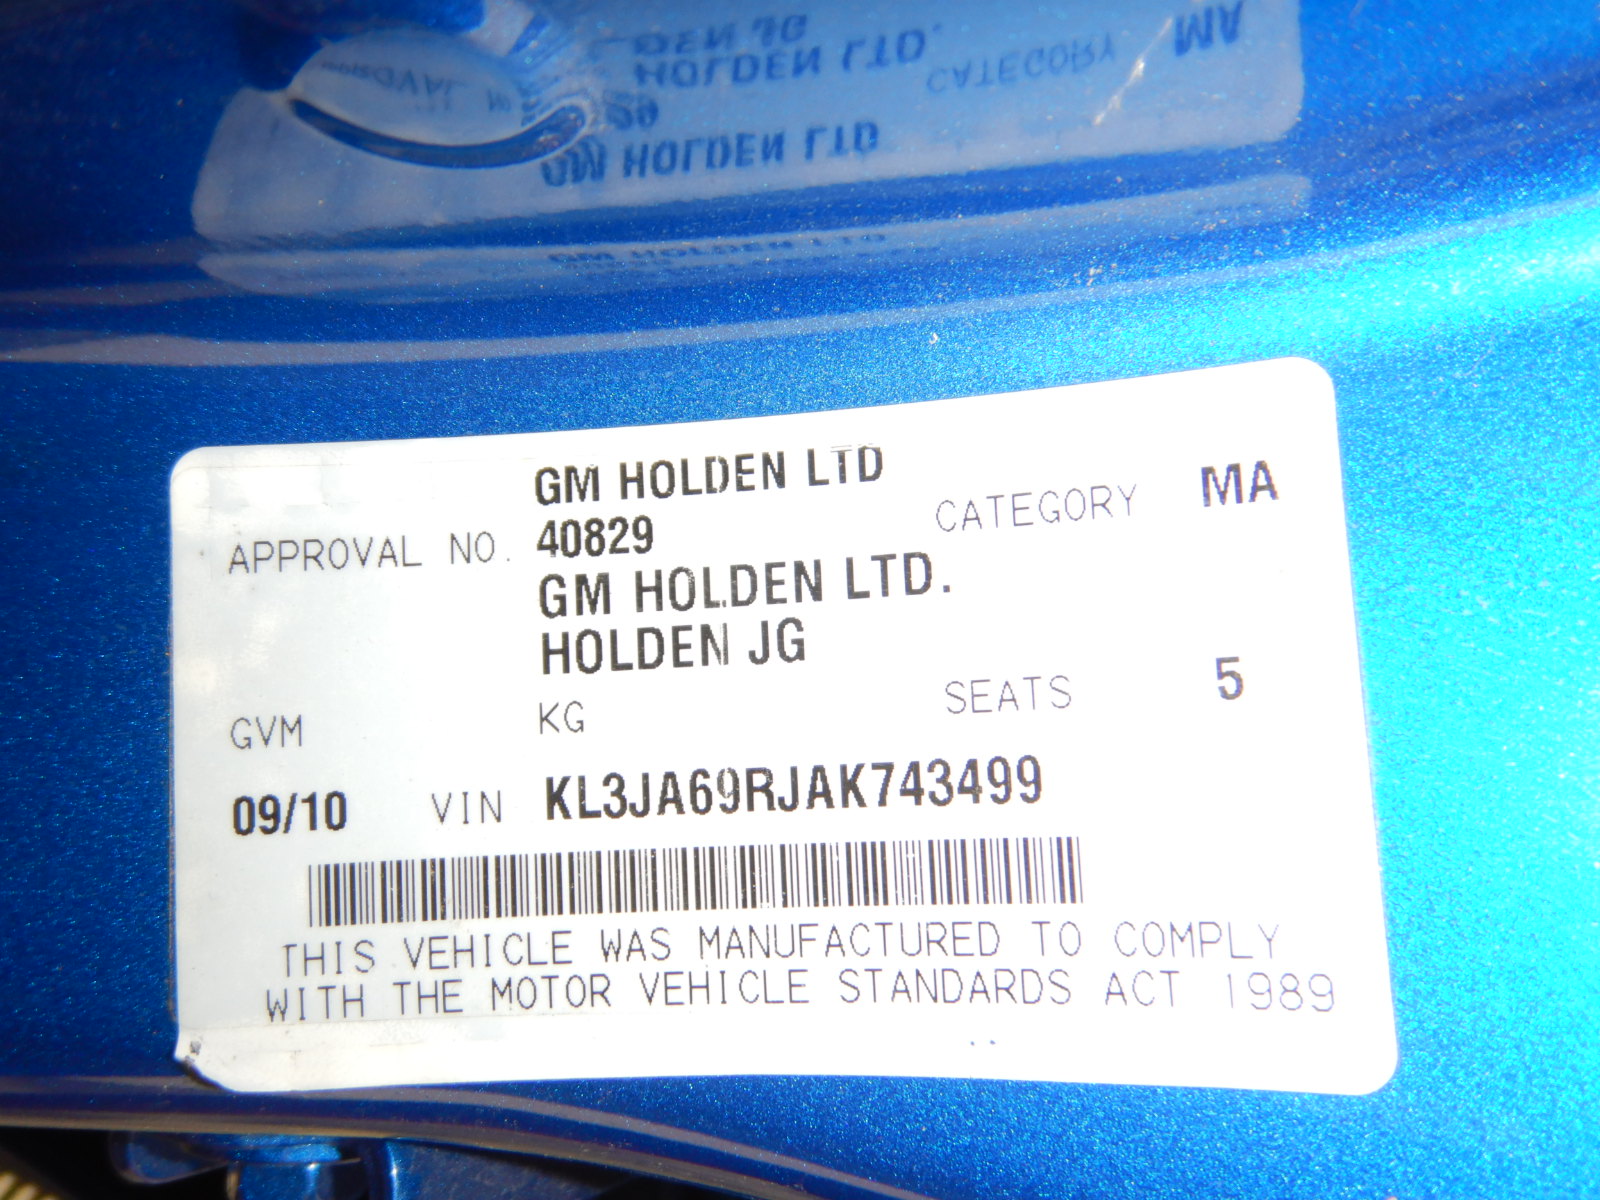 GM HOLDEN LTD
APPROVAL NO. 40829 CATEGORY MA
GM HOLDEN LTD.
HOLDEN JG
GVM KG SEATS 5
09/10 VIN KL3JA69RJAK743499
THIS VEHICLE WAS MANUFACTURED TO COMPLY
WITH THE MOTOR VEHICLE STANDARDS ACT 1989